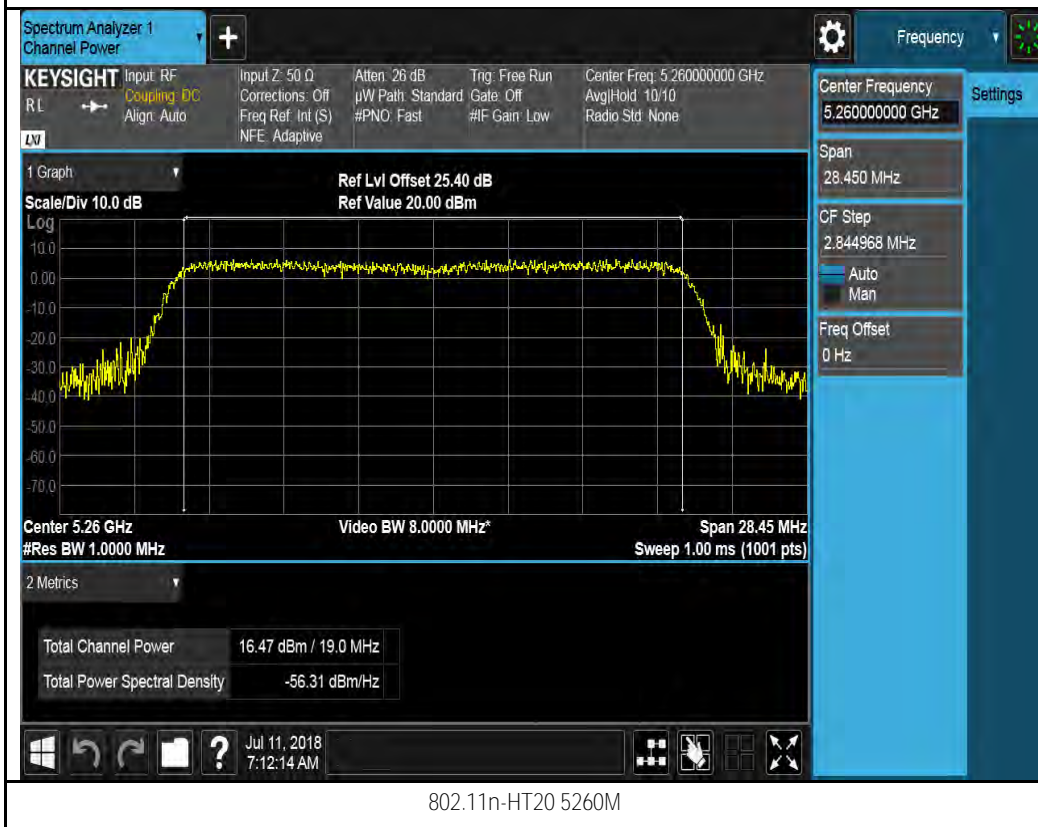 Spectrum Analyzer 1
Channel Power
+
Frequency
KEYSIGHT
R L
LXI
Input: RF
Coupling: DC
Align: Auto
Input Z: 50 Ω
Corrections: Off
Freq Ref: Int (S)
NFE: Adaptive
Atten: 26 dB
µW Path: Standard
#PNO: Fast
Trig: Free Run
Gate: Off
#IF Gain: Low
Center Freq: 5.260000000 GHz
Avg|Hold: 10/10
Radio Std: None
Center Frequency
5.260000000 GHz
Settings
Span
28.450 MHz
CF Step
2.844968 MHz
Auto
Man
Freq Offset
0 Hz
1 Graph
Scale/Div 10.0 dB
Ref Lvl Offset 25.40 dB
Ref Value 20.00 dBm
Log
10.0
0.00
-10.0
-20.0
-30.0
-40.0
-50.0
-60.0
-70.0
Center 5.26 GHz
#Res BW 1.0000 MHz
Video BW 8.0000 MHz*
Span 28.45 MHz
Sweep 1.00 ms (1001 pts)
2 Metrics
Total Channel Power 16.47 dBm / 19.0 MHz
Total Power Spectral Density -56.31 dBm/Hz
?
Jul 11, 2018
7:12:14 AM
802.11n-HT20 5260M